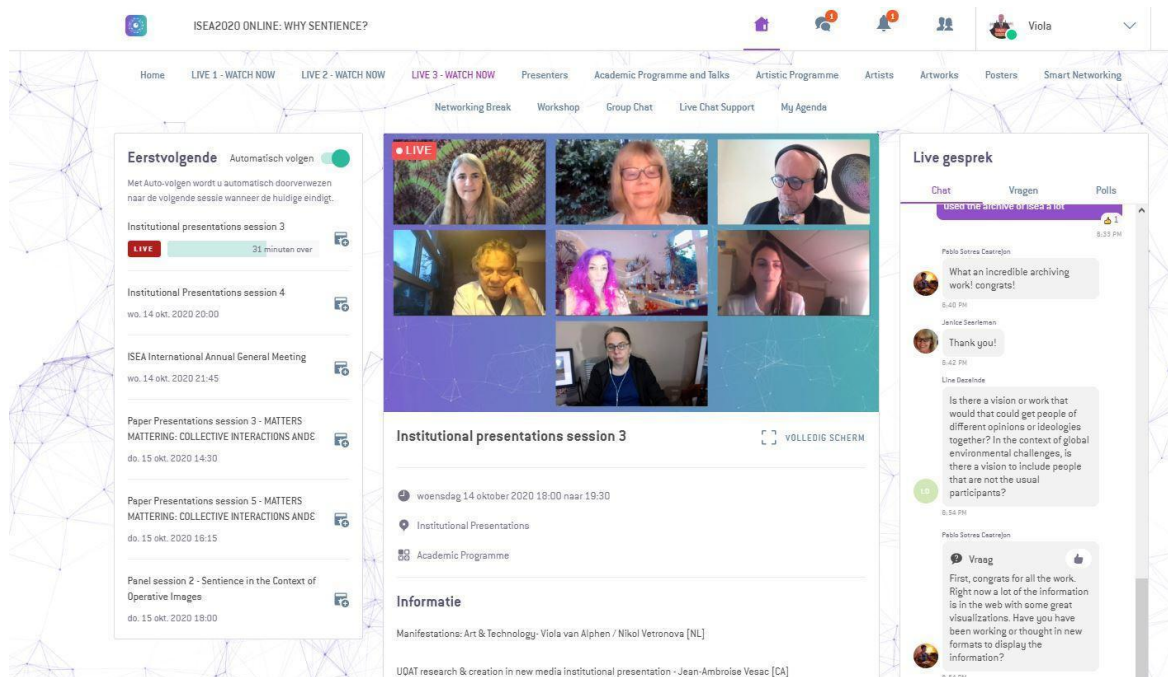 ISEA2020 ONLINE: WHY SENTIENCE?
1
1
Viola
Home LIVE 1 - WATCH NOW LIVE 2 - WATCH NOW LIVE 3 - WATCH NOW Presenters Academic Programme and Talks Artistic Programme Artists Artworks Posters Smart Networking
Networking Break Workshop Group Chat Live Chat Support My Agenda
Eerstvolgende Automatisch volgen
Met Auto-volgen wordt u automatisch doorverwezen
naar de volgende sessie wanneer de huidige eindigt.
Institutional presentations session 3
LIVE 31 minuten over
Institutional Presentations session 4
wo. 14 okt. 2020 20:00
ISEA International Annual General Meeting
wo. 14 okt. 2020 21:45
Paper Presentations session 3 - MATTERS
MATTERING: COLLECTIVE INTERACTIONS AND&
do. 15 okt. 2020 14:30
Paper Presentations session 5 - MATTERS
MATTERING: COLLECTIVE INTERACTIONS AND&
do. 15 okt. 2020 16:15
Panel session 2 - Sentience in the Context of
Operative Images
do. 15 okt. 2020 18:00
LIVE
Institutional presentations session 3
VOLLEDIG SCHERM
woensdag 14 oktober 2020 18:00 naar 19:30
Institutional Presentations
Academic Programme
Informatie
Manifestations: Art & Technology- Viola van Alphen / Nikol Vetronova [NL]
UQAT research & creation in new media institutional presentation - Jean-Ambroise Vesac [CA]
Live gesprek
Chat Vragen Polls
used the archive of isea a lot
1
6:33 PM
Pablo Sotres Castrejon
What an incredible archiving
work! congrats!
6:40 PM
Janice Searleman
Thank you!
6:42 PM
Line Dezainde
Is there a vision or work that
would that could get people of
different opinions or ideologies
together? In the context of global
environmental challenges, is
there a vision to include people
that are not the usual
participants?
LD
6:54 PM
Pablo Sotres Castrejon
Vraag
First, congrats for all the work.
Right now a lot of the information
is in the web with some great
visualizations. Have you have
been working or thought in new
formats to display the
information?